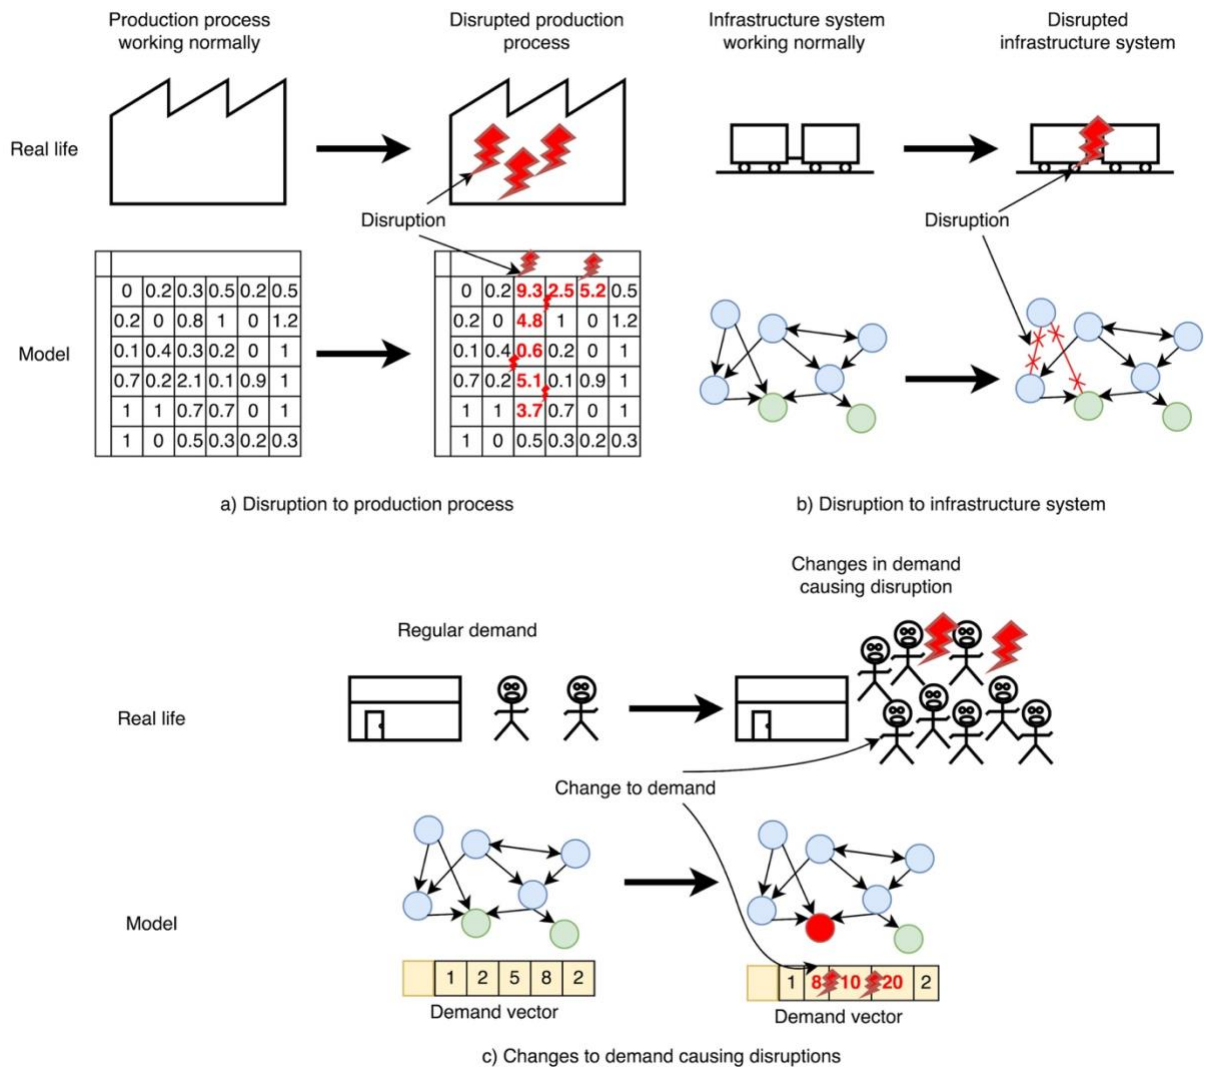 Production process
working normally
Disrupted production
process
Infrastructure system
working normally
Disrupted
infrastructure system
Real life
Disruption
Disruption
Model
0 0.2 0.3 0.5 0.2 0.5
0.2 0 0.8 1 0 1.2
0.1 0.4 0.3 0.2 0 1
0.7 0.2 2.1 0.1 0.9 1
1 1 0.7 0.7 0 1
1 0 0.5 0.3 0.2 0.3
0 0.2 9.3 2.5 5.2 0.5
0.2 0 4.8 1 0 1.2
0.1 0.4 0.6 0.2 0 1
0.7 0.2 5.1 0.1 0.9 1
1 1 3.7 0.7 0 1
1 0 0.5 0.3 0.2 0.3
a) Disruption to production process
b) Disruption to infrastructure system
Changes in demand
causing disruption
Regular demand
Real life
Change to demand
Model
1 2 5 8 2
Demand vector
1 8 10 20 2
Demand vector
c) Changes to demand causing disruptions